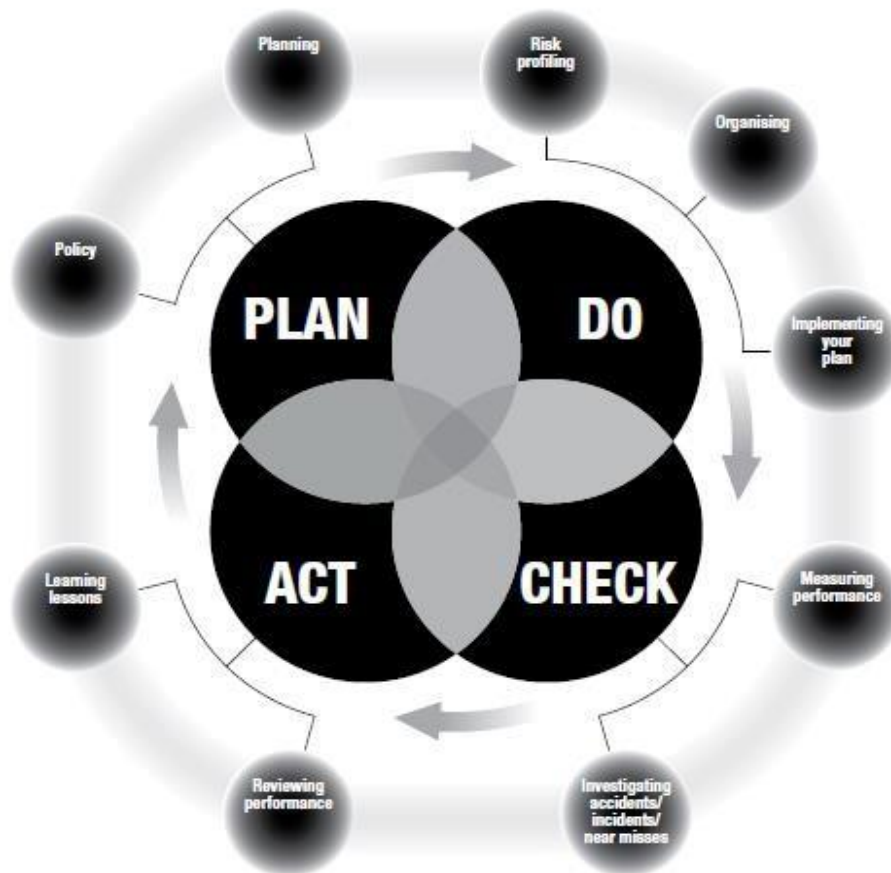 Planning
Risk
profiling
Organising
Policy
PLAN
DO
Implementing
your
plan
ACT
CHECK
Learning
lessons
Measuring
performance
Reviewing
performance
Investigating
accidents/
incidents/
near misses